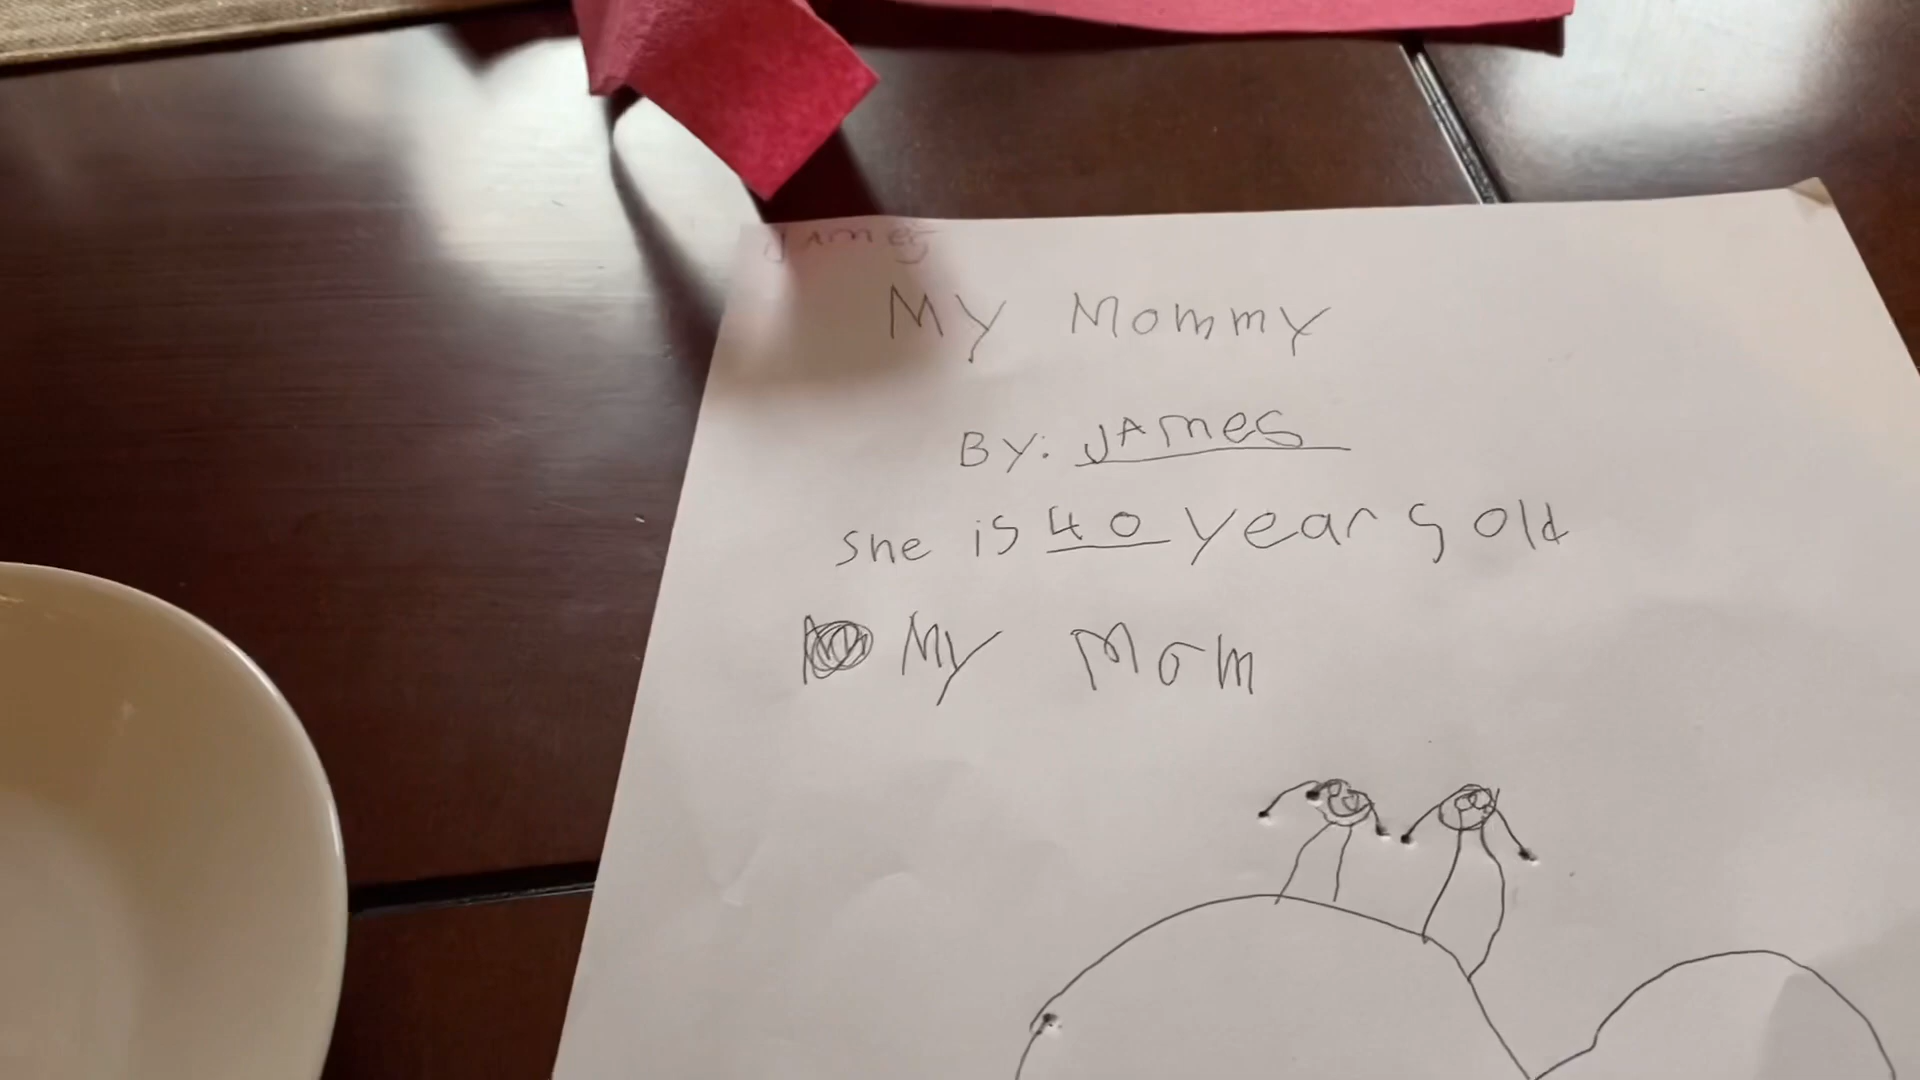 James
My Mommy
By: JAmes
She is 40 years old
My Mom